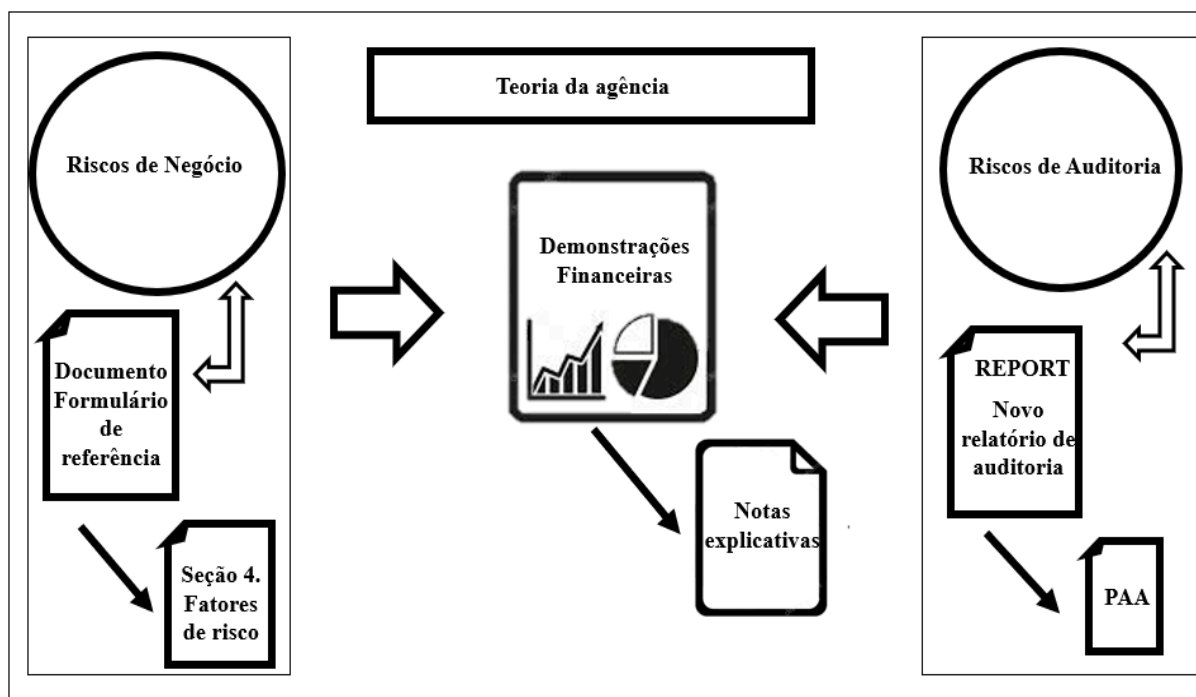 Riscos de Negócio
Documento
Formulário
de
referência
Seção 4.
Fatores
de risco
Teoria da agência
Demonstrações
Financeiras
Notas
explicativas
Riscos de Auditoria
REPORT
Novo
relatório de
auditoria
PAA